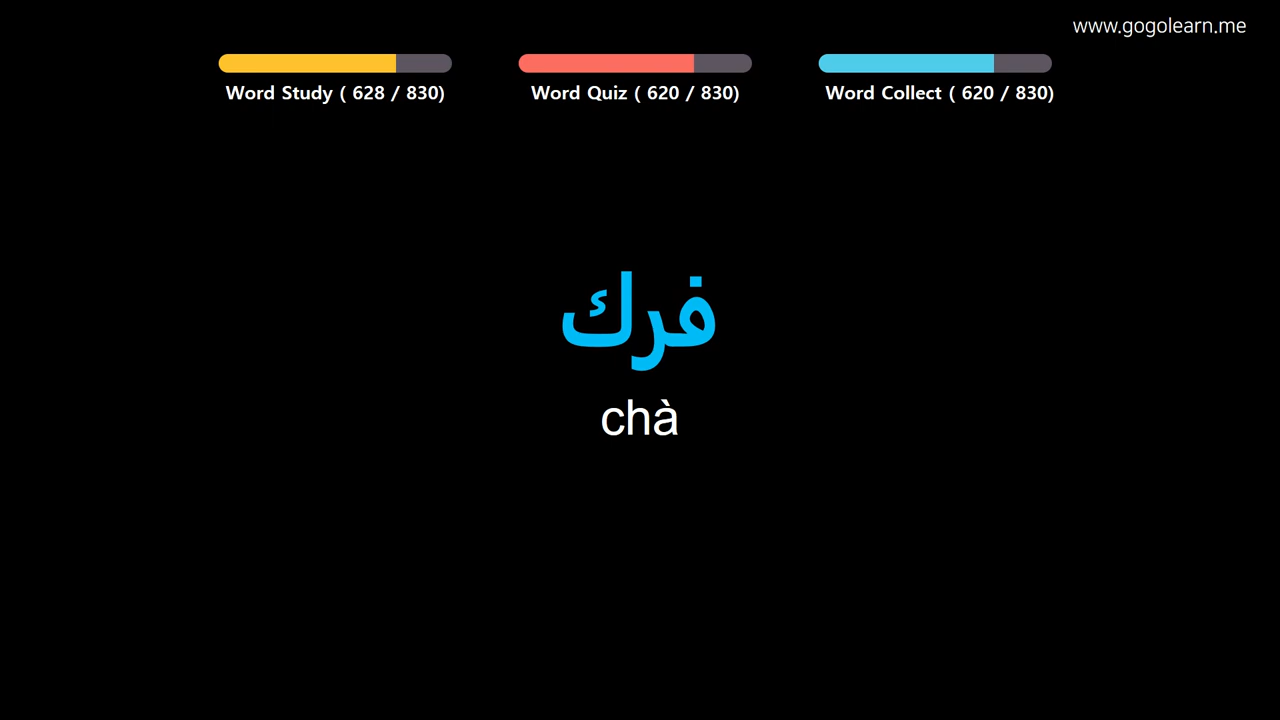 www.gogolearn.me
Word Study ( 628 / 830)
Word Quiz ( 620 / 830)
Word Collect ( 620 / 830)
فرك
chà